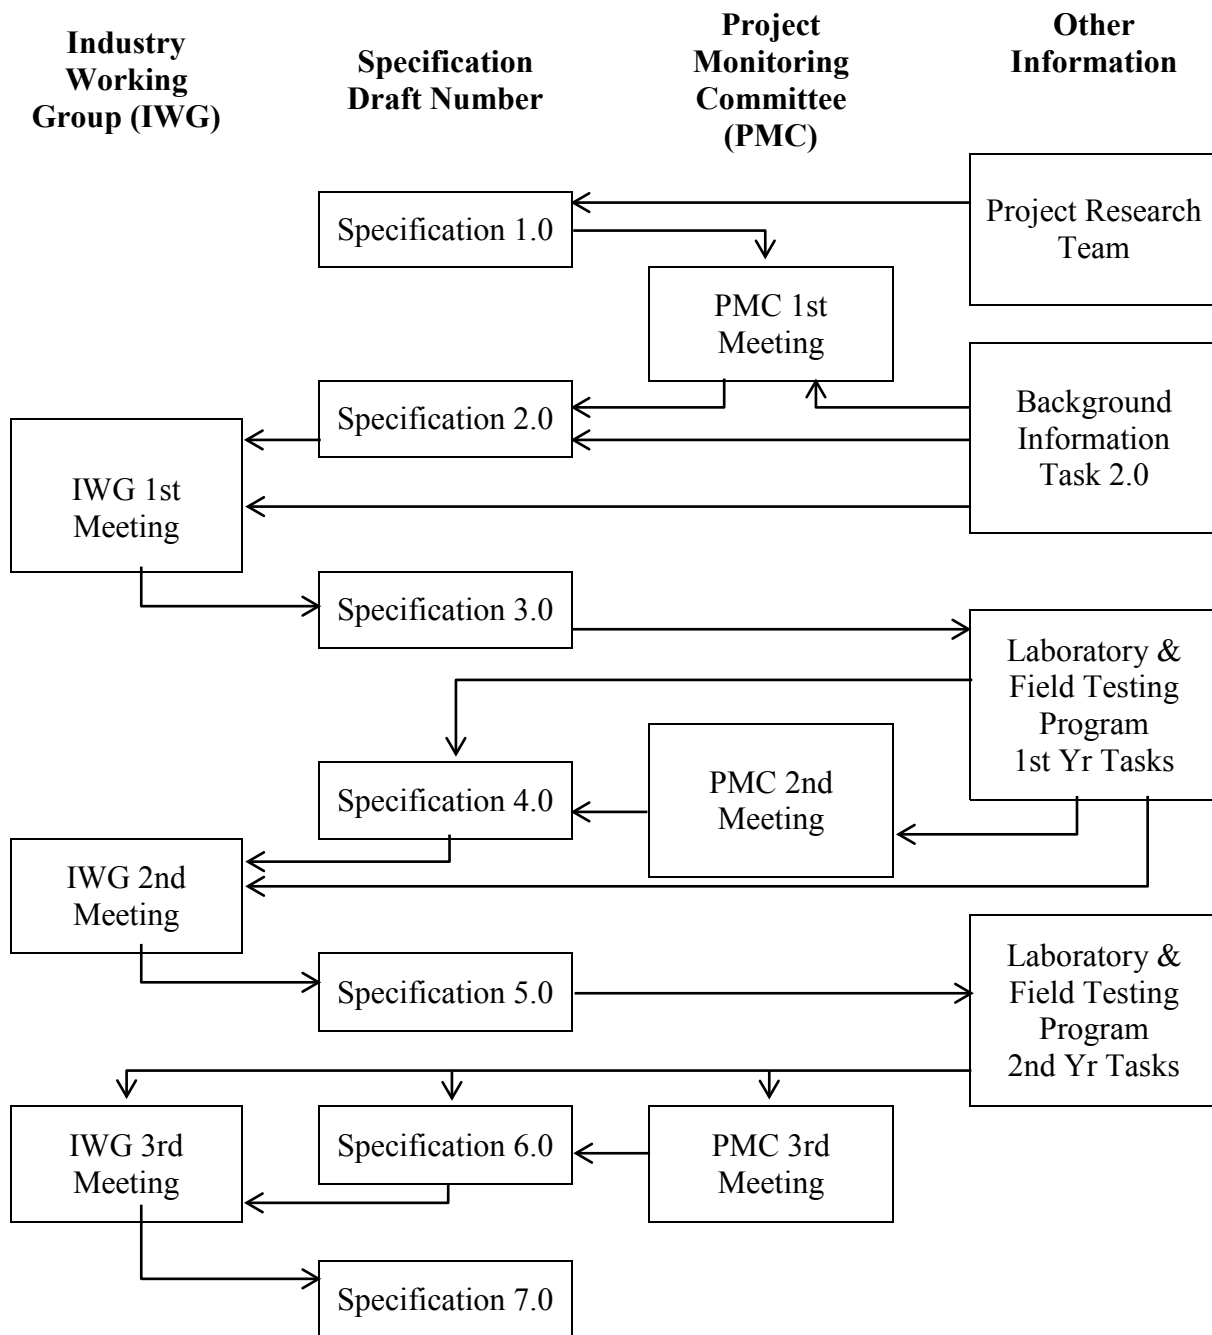 Industry
Working
Group (IWG)
Specification
Draft Number
Project
Monitoring
Committee
(PMC)
Other
Information
Project Research
Team
Specification 1.0
PMC 1st
Meeting
Background
Information
Task 2.0
Specification 2.0
IWG 1st
Meeting
Specification 3.0
Laboratory &
Field Testing
Program
1st Yr Tasks
PMC 2nd
Meeting
Specification 4.0
IWG 2nd
Meeting
Specification 5.0
Laboratory &
Field Testing
Program
2nd Yr Tasks
IWG 3rd
Meeting
Specification 6.0
PMC 3rd
Meeting
Specification 7.0